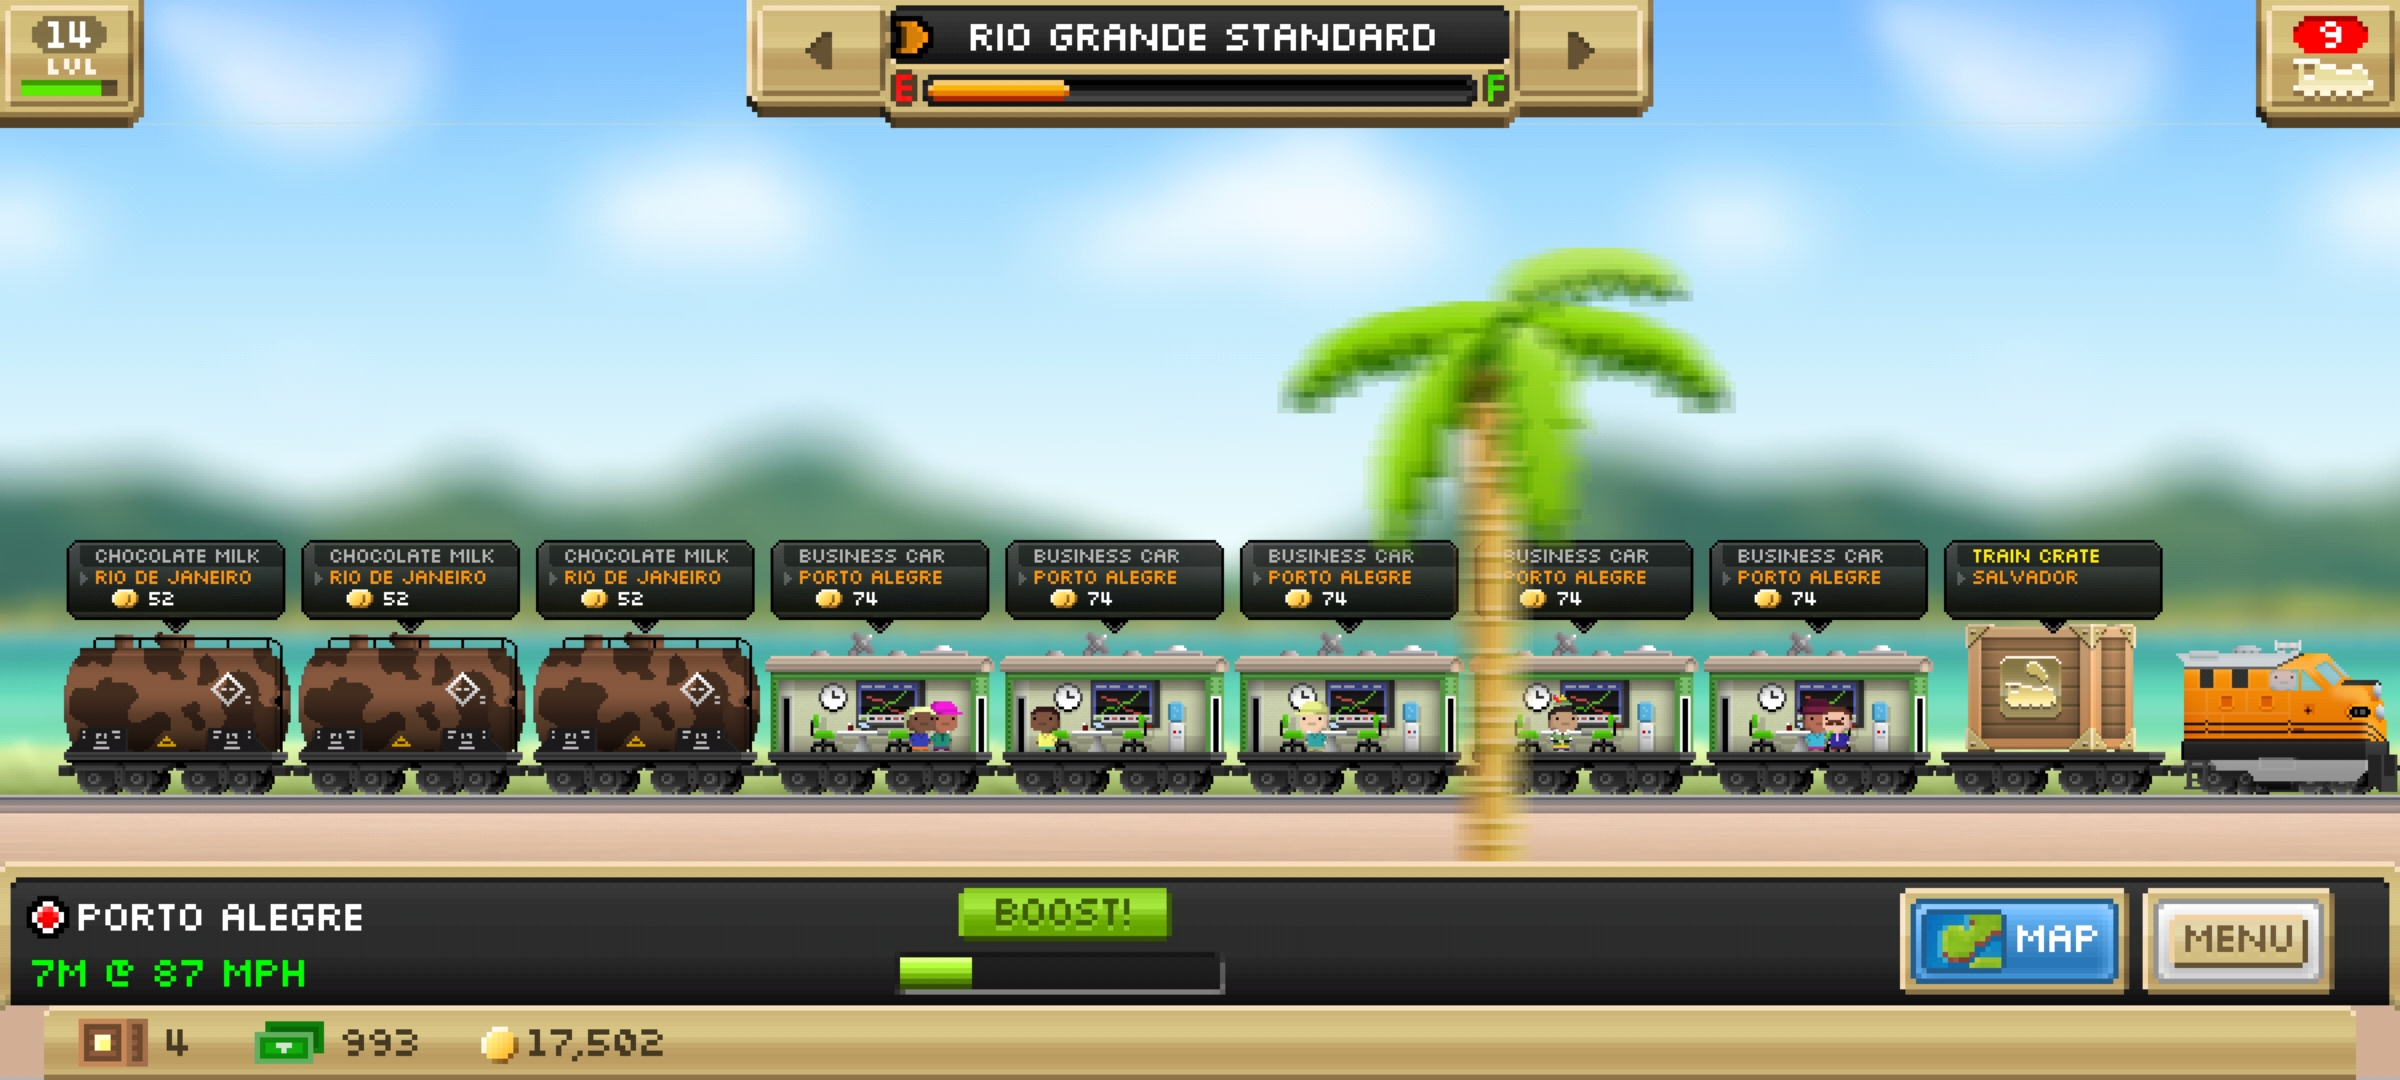 14
LVL
RIO GRANDE STANDARD
E F
9
CHOCOLATE MILK
RIO DE JANEIRO
52
CHOCOLATE MILK
RIO DE JANEIRO
52
CHOCOLATE MILK
RIO DE JANEIRO
52
BUSINESS CAR
PORTO ALEGRE
74
BUSINESS CAR
PORTO ALEGRE
74
BUSINESS CAR
PORTO ALEGRE
74
BUSINESS CAR
PORTO ALEGRE
74
BUSINESS CAR
PORTO ALEGRE
74
TRAIN CRATE
SALVADOR
PORTO ALEGRE
7M @ 87 MPH
BOOST!
MAP
MENU
4 993 17,502